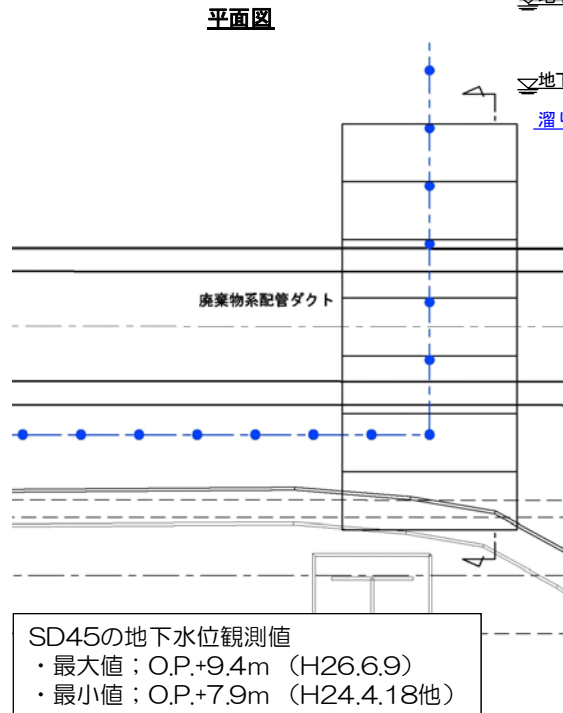 平面図
地下
溜り
廃棄物系配管ダクト
SD45の地下水位観測値
・最大値；O.P.+9.4m （H26.6.9）
・最小値；O.P.+7.9m （H24.4.18他）